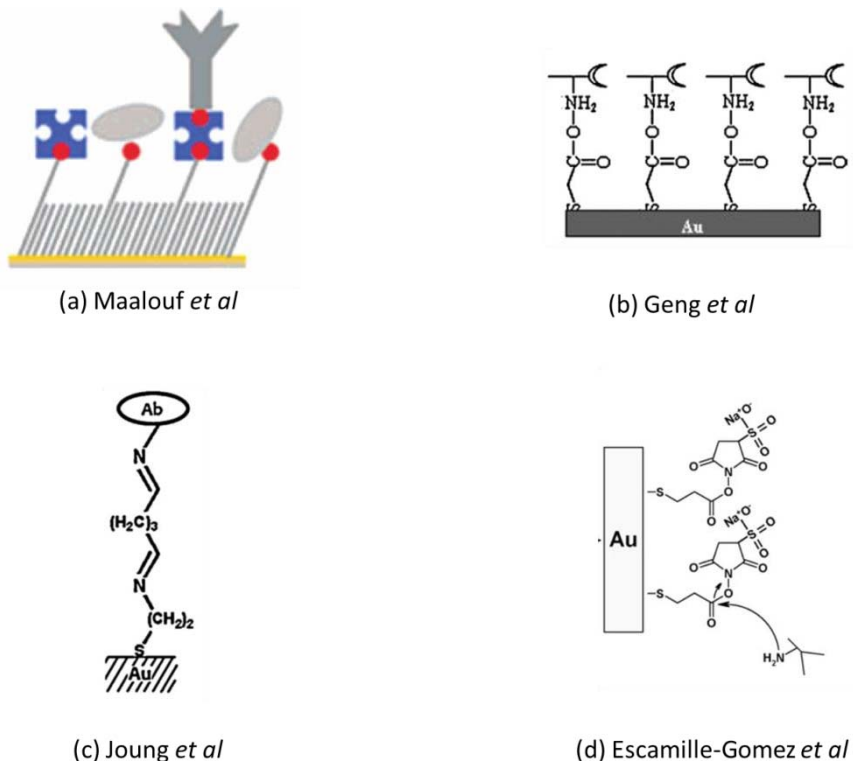 (a) Maalouf et al
NH₂ NH₂ NH₂ NH₂
O O O O
C=O C=O C=O C=O
S S S S
Au
(b) Geng et al
Ab
N
(H₂C)₃
N
(CH₂)₂
S
Au
(c) Joung et al
Na⁺O⁻
S O
O
O N O
O
S
O
Na⁺O⁻
S O
O
Au
O N O
O
S
O
H₂N
(d) Escamille-Gomez et al